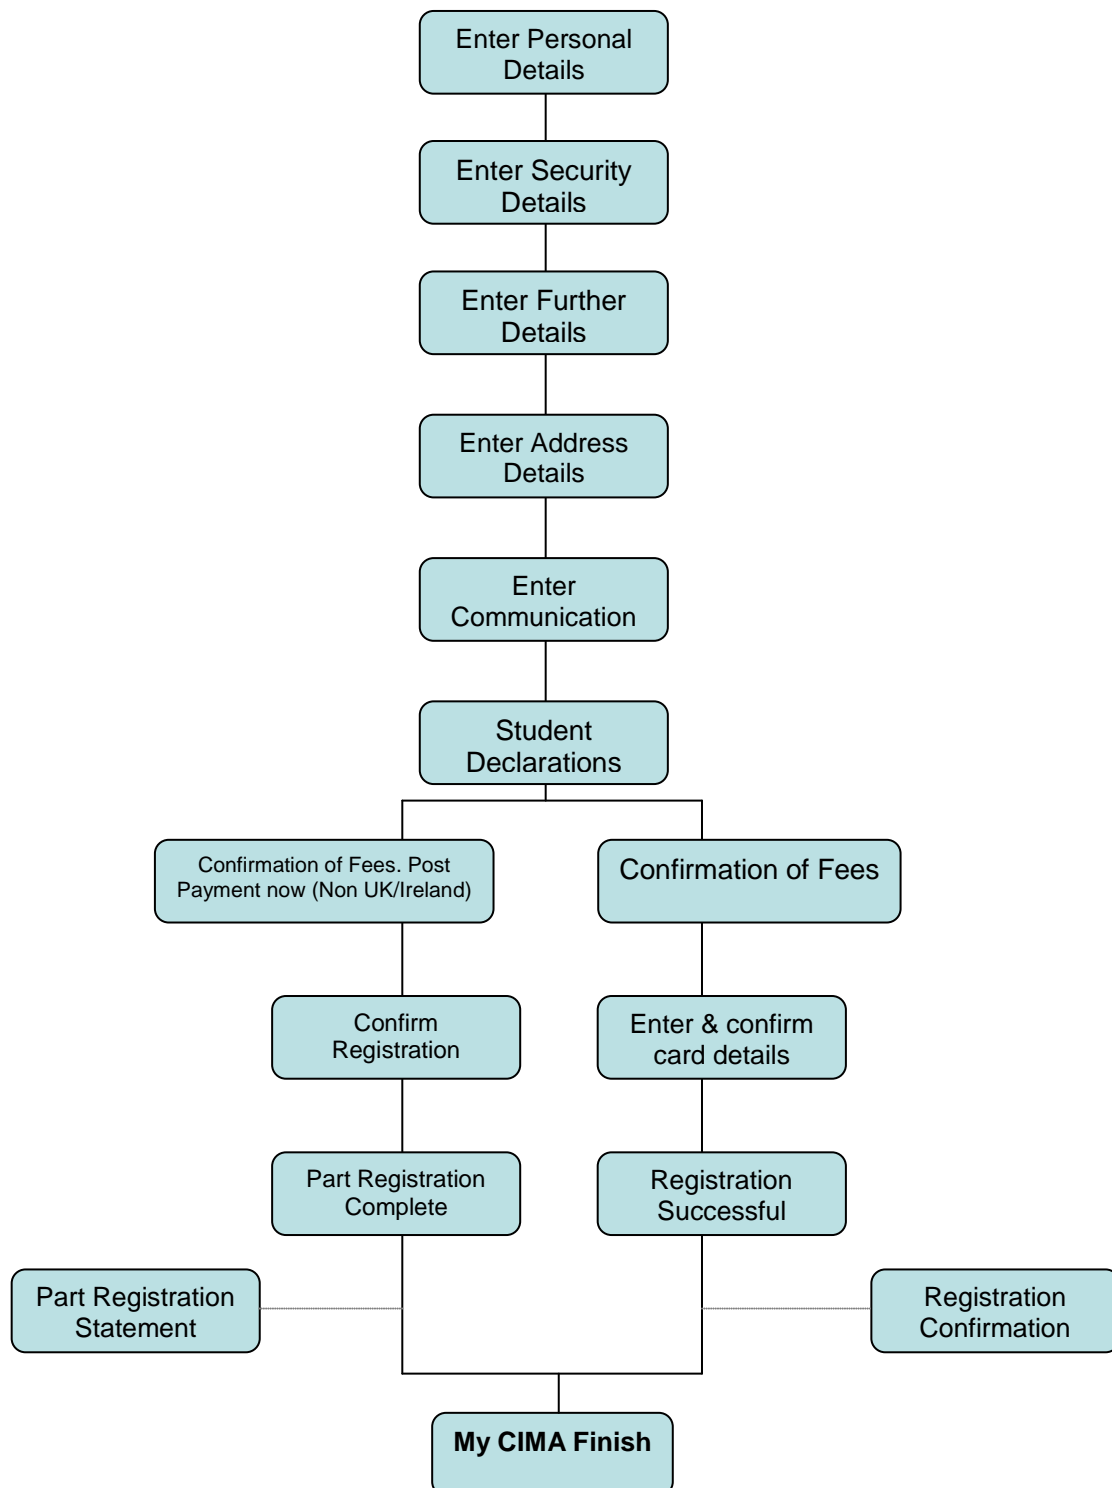 Enter Personal
Details
Enter Security
Details
Enter Further
Details
Enter Address
Details
Enter
Communication
Student
Declarations
Confirmation of Fees. Post
Payment now (Non UK/Ireland)
Confirmation of Fees
Confirm
Registration
Enter & confirm
card details
Part Registration
Complete
Registration
Successful
Part Registration
Statement
Registration
Confirmation
My CIMA Finish